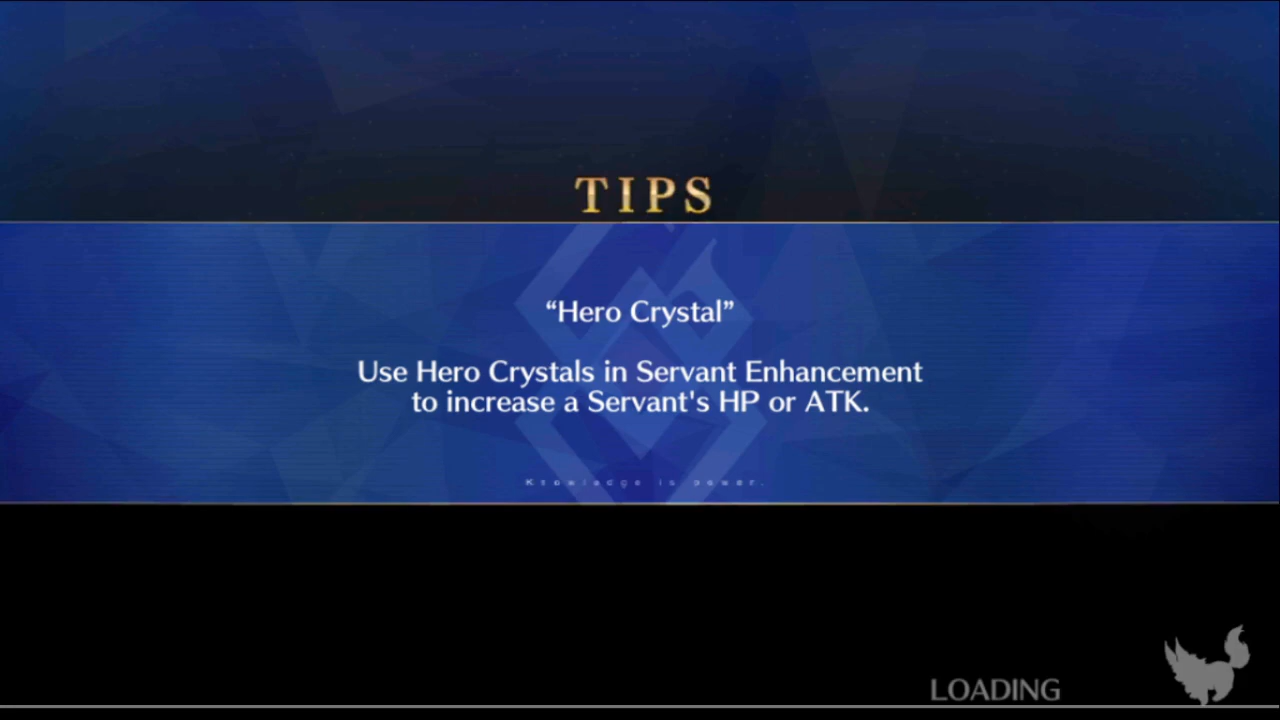 TIPS
“Hero Crystal”
Use Hero Crystals in Servant Enhancement
to increase a Servant's HP or ATK.
Knowledge is power.
LOADING